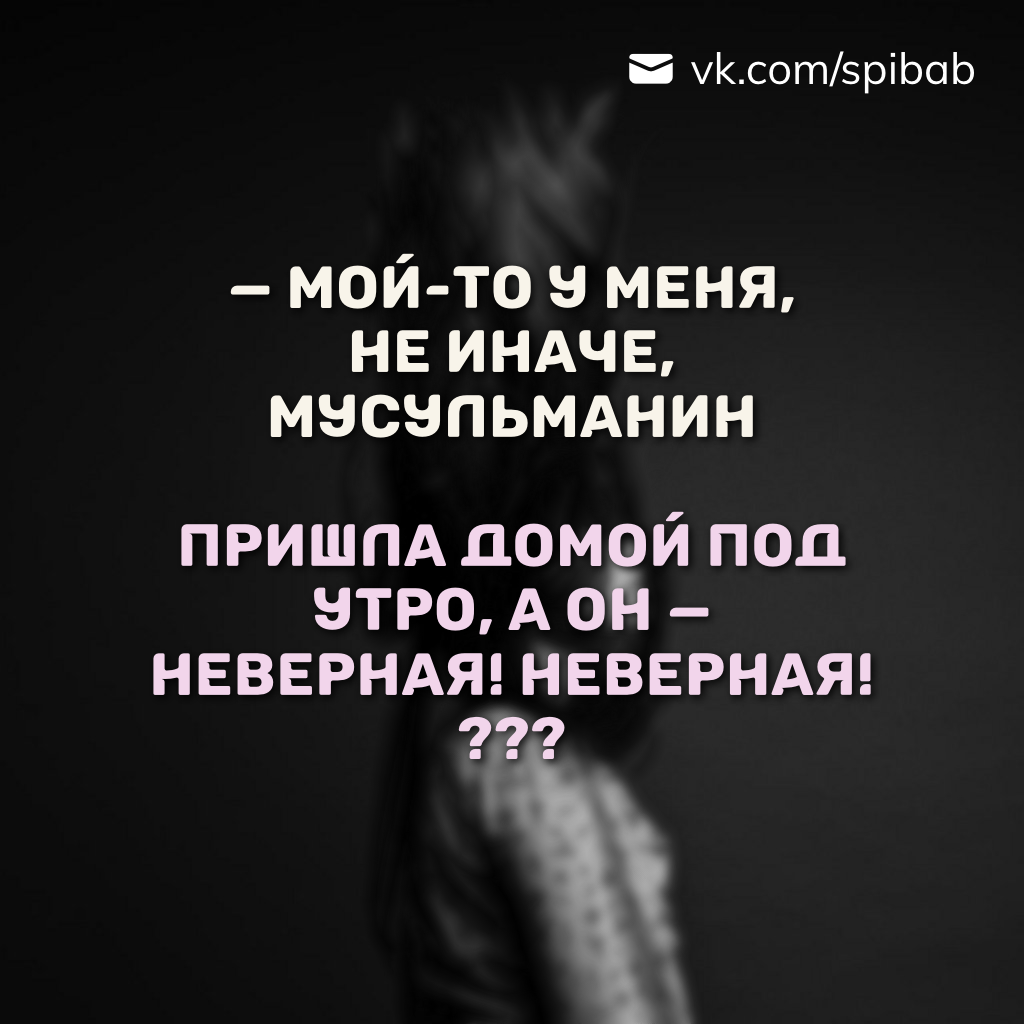 vk.com/spibab
— МОЙ-ТО У МЕНЯ,
НЕ ИНАЧЕ,
МУСУЛЬМАНИН
ПРИШЛА ДОМОЙ ПОД
УТРО, А ОН —
НЕВЕРНАЯ! НЕВЕРНАЯ!
???